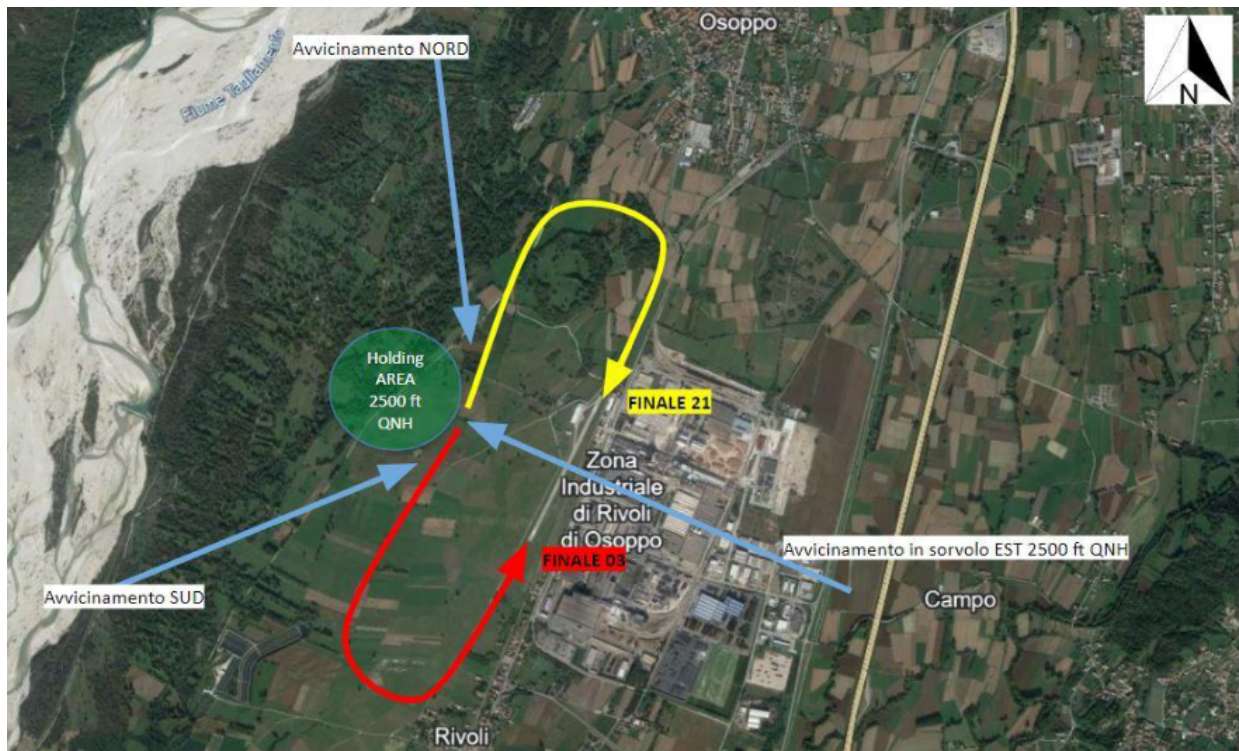 Osoppo
Avvicinamento NORD
Fiume Tagliamento
N
Holding
AREA
2500 ft
QNH
FINALE 21
Zona
Industriale
di Rivoli
di Osoppo
FINALE 03
Avvicinamento in sorvolo EST 2500 ft QNH
Avvicinamento SUD
Campo
Rivoli